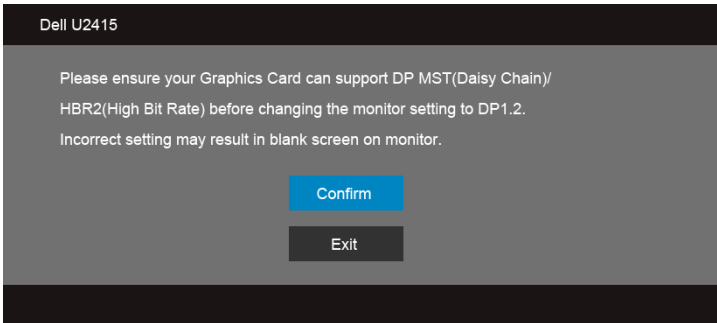 Dell U2415
Please ensure your Graphics Card can support DP MST(Daisy Chain)/
HBR2(High Bit Rate) before changing the monitor setting to DP1.2.
Incorrect setting may result in blank screen on monitor.
Confirm
Exit